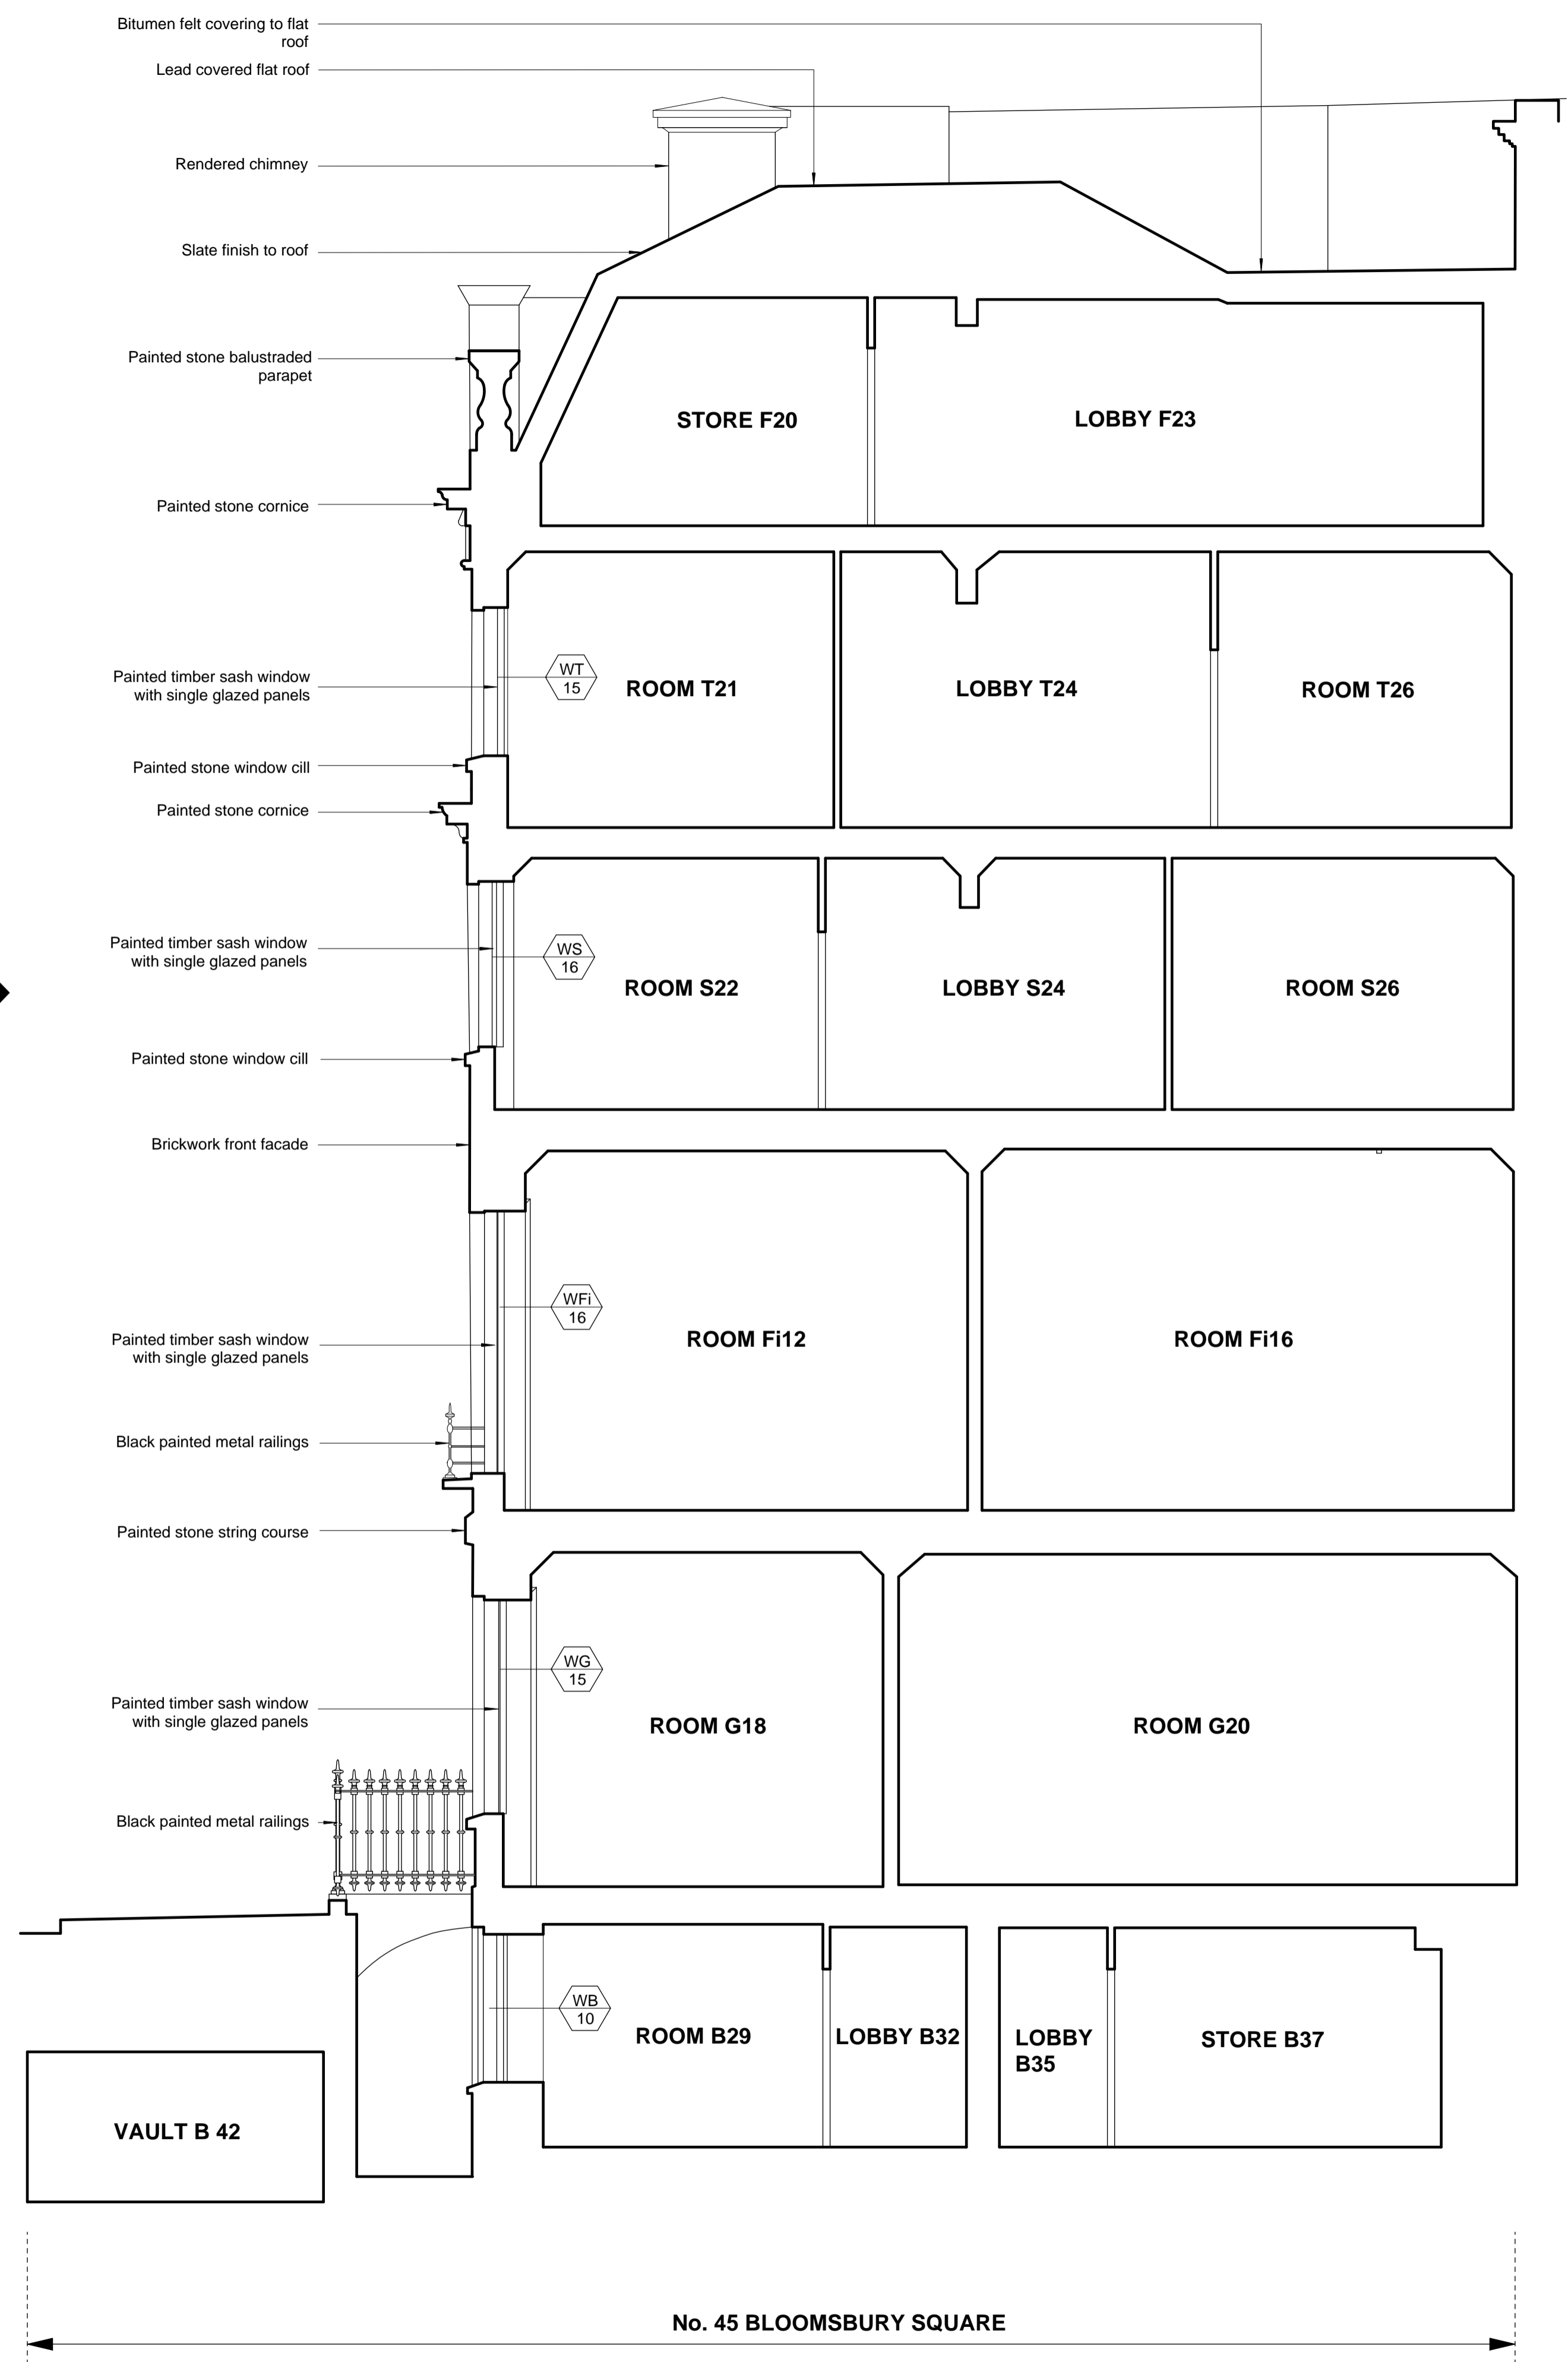 Bitumen felt covering to flat
roof
Lead covered flat roof
Rendered chimney
Slate finish to roof
Painted stone balustraded
parapet
STORE F20
LOBBY F23
Painted stone cornice
WT
15
Painted timber sash window
with single glazed panels
ROOM T21
LOBBY T24
ROOM T26
Painted stone window cill
Painted stone cornice
Painted timber sash window
with single glazed panels
WS
16
ROOM S22
LOBBY S24
ROOM S26
Painted stone window cill
Brickwork front facade
WFi
16
Painted timber sash window
with single glazed panels
ROOM Fi12
ROOM Fi16
Black painted metal railings
Painted stone string course
WG
15
Painted timber sash window
with single glazed panels
ROOM G18
ROOM G20
Black painted metal railings
WB
10
ROOM B29
LOBBY B32
LOBBY
B35
STORE B37
VAULT B 42
No. 45 BLOOMSBURY SQUARE